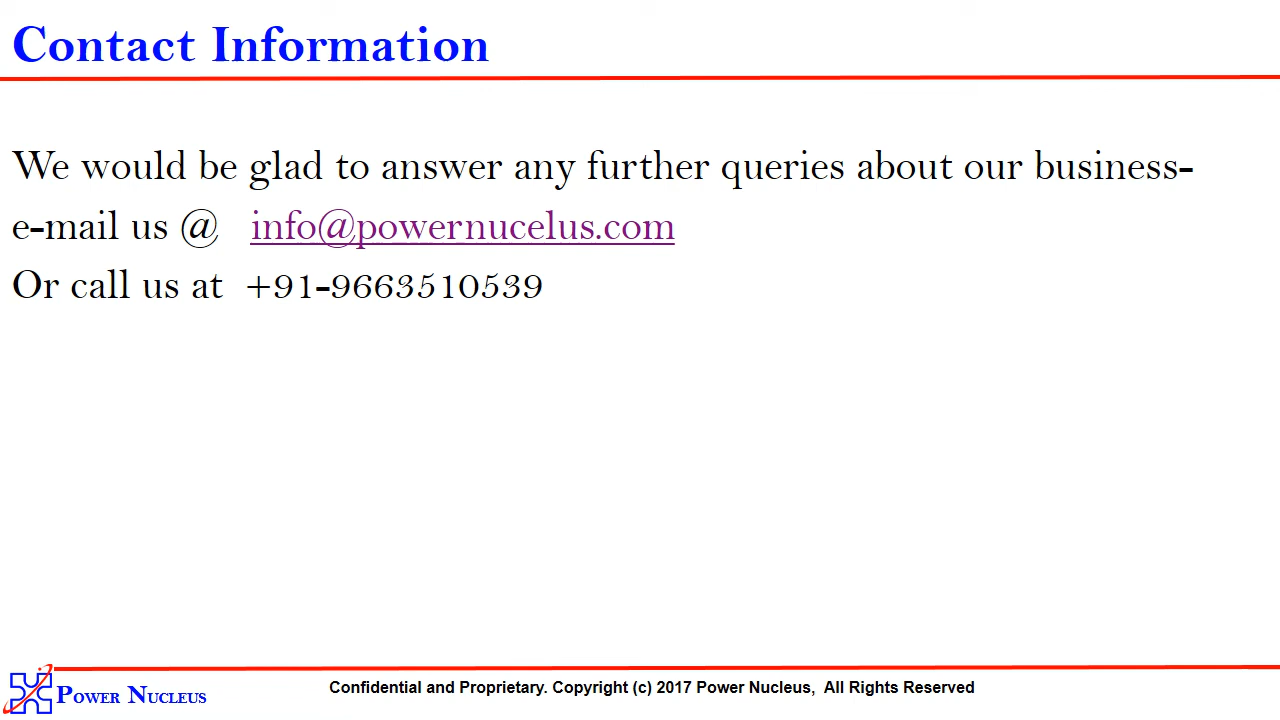 Contact Information
We would be glad to answer any further queries about our business-
e-mail us @ info@powernucelus.com
Or call us at +91-9663510539
Power Nucleus
Confidential and Proprietary. Copyright (c) 2017 Power Nucleus, All Rights Reserved